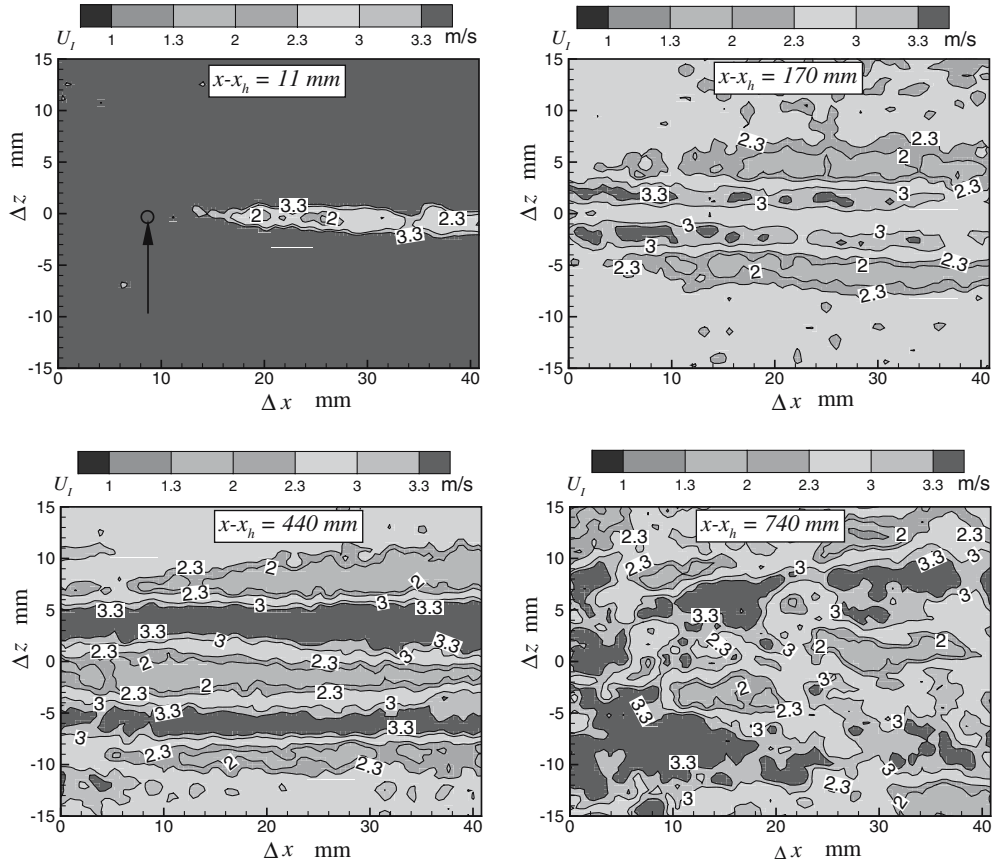 U_I 1 1.3 2 2.3 3 3.3 m/s
x-x_h = 11 mm
15
10
5
0
-5
-10
-15
Δz mm
3.3
2 2 2.3
3.3
0 10 20 30 40
Δx mm
U_I 1 1.3 2 2.3 3 3.3 m/s
x-x_h = 170 mm
15
10
5
0
-5
-10
-15
Δz mm
2.3 2.3
2
3.3 3 3 2.3
3 3 3
2.3 2 2 2.3
2.3
0 10 20 30 40
Δx mm
U_I 1 1.3 2 2.3 3 3.3 m/s
x-x_h = 440 mm
15
10
5
0
-5
-10
-15
Δz mm
2.3 2
2.3 2
3.3 3 3 3.3
3.3 3 3.3
2.3 2 2.3 3
3 2 2.3 3
3.3 3.3
3 2.3 2 2.3
0 10 20 30 40
Δx mm
U_I 1 1.3 2 2.3 3 3.3 m/s
x-x_h = 740 mm
15
10
5
0
-5
-10
-15
Δz mm
2.3 2 2.3
2.3 3 3.3 3
3.3 3 3
2.3 2 2
3 3
3.3 2 2.3
3 3
3.3 3
3 2.3 2
0 10 20 30 40
Δx mm